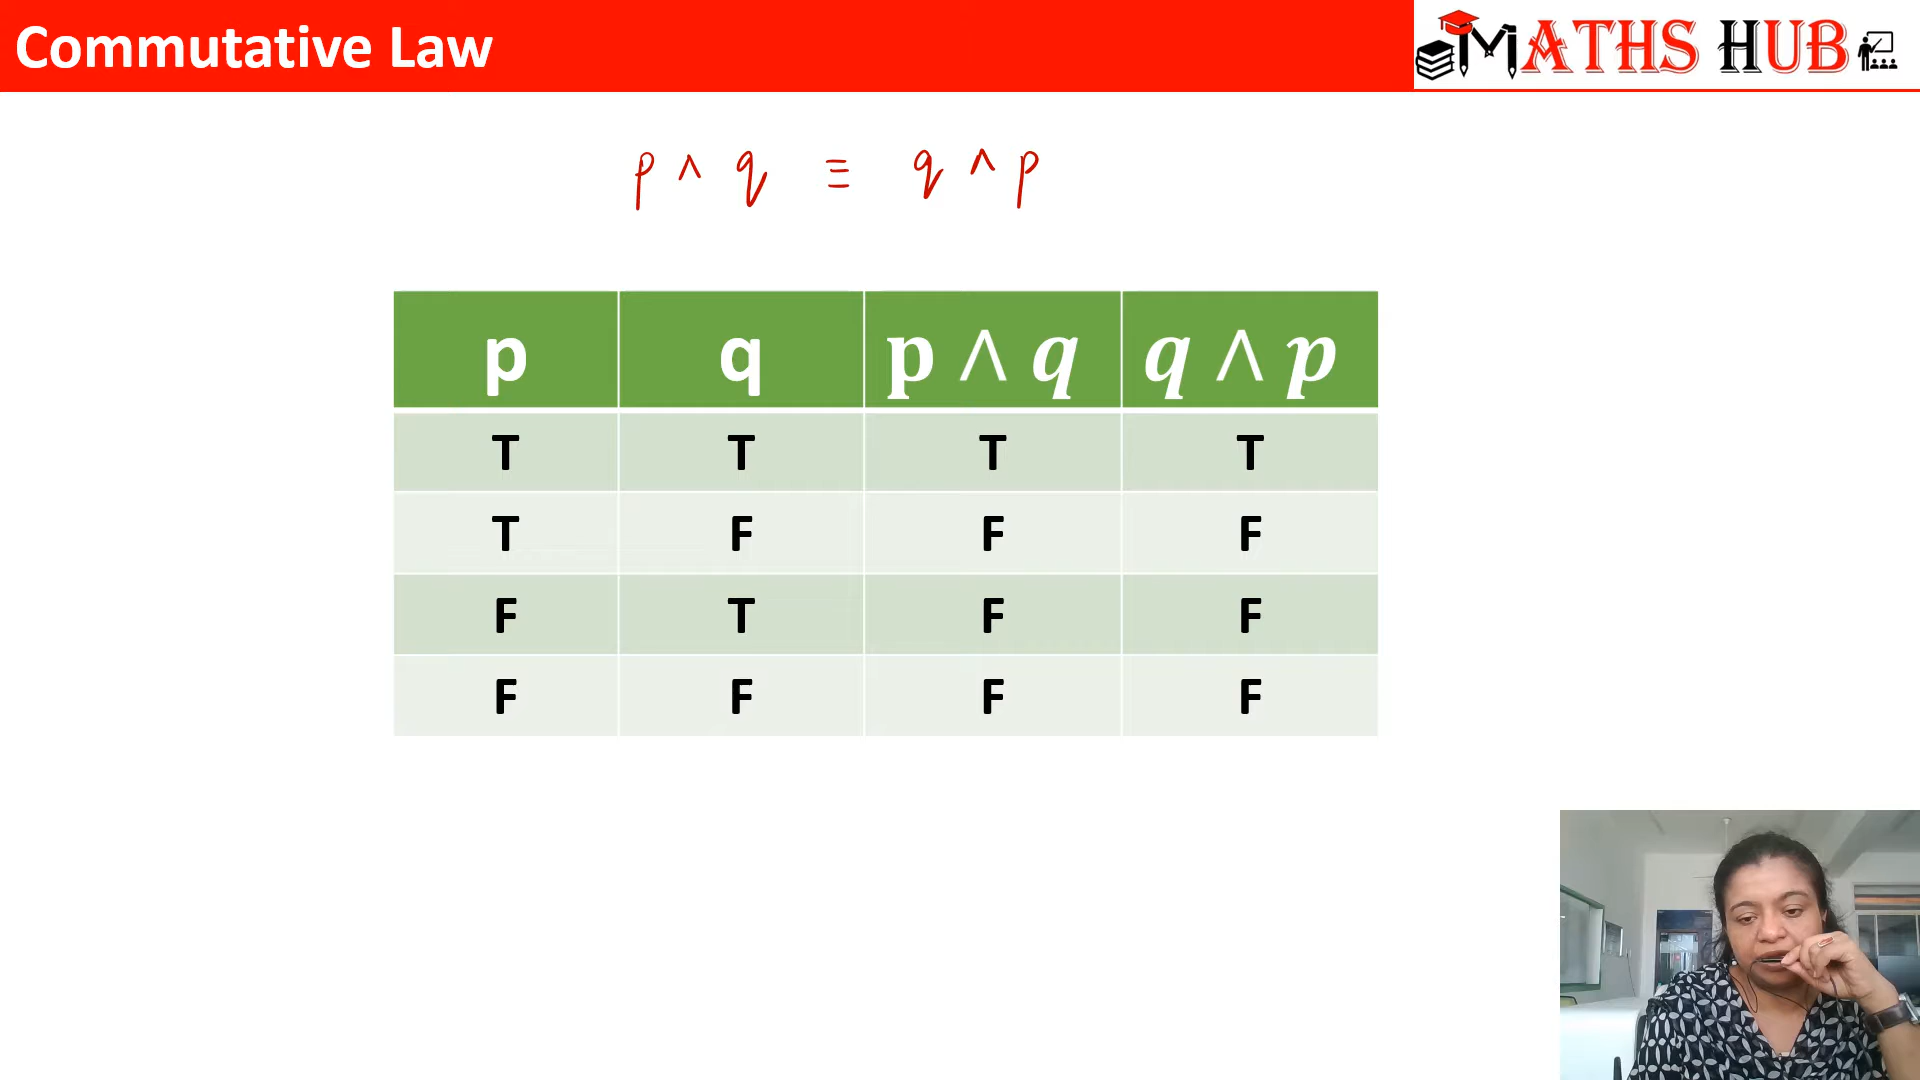 Commutative Law
MATHS HUB
p ∧ q ≡ q ∧ p
p q p ∧ q q ∧ p
T T T T
T F F F
F T F F
F F F F